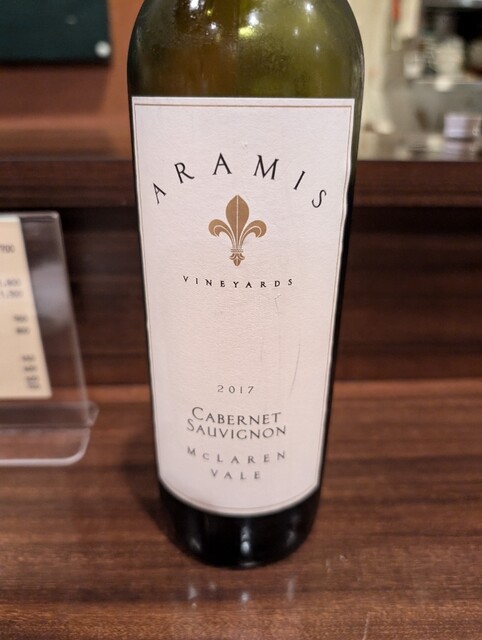 ARAMIS
VINEYARDS
2017
CABERNET
SAUVIGNON
MCLAREN
VALE